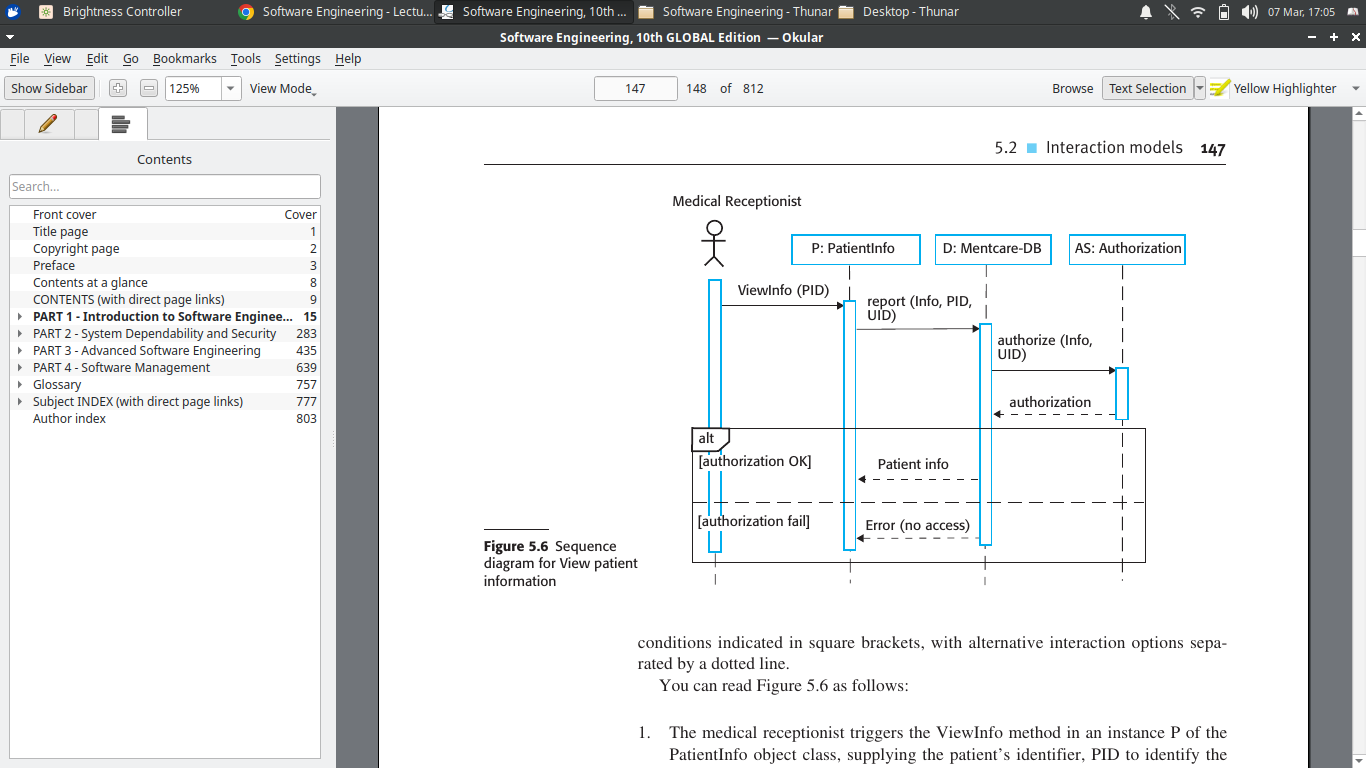 Brightness Controller
Software Engineering - Lectu...
Software Engineering, 10th ...
Software Engineering - Thunar
Desktop - Thunar
07 Mar, 17:05
Software Engineering, 10th GLOBAL Edition — Okular
File View Edit Go Bookmarks Tools Settings Help
Show Sidebar 125% View Mode 147 148 of 812 Browse Text Selection Yellow Highlighter
Contents
Search...
Front cover Cover
Title page 1
Copyright page 2
Preface 3
Contents at a glance 8
CONTENTS (with direct page links) 9
PART 1 - Introduction to Software Enginee... 15
PART 2 - System Dependability and Security 283
PART 3 - Advanced Software Engineering 435
PART 4 - Software Management 639
Glossary 757
Subject INDEX (with direct page links) 777
Author index 803
5.2 ■ Interaction models 147
Medical Receptionist
P: PatientInfo
D: Mentcare-DB
AS: Authorization
ViewInfo (PID)
report (Info, PID,
UID)
authorize (Info,
UID)
authorization
alt
[authorization OK]
Patient info
[authorization fail]
Error (no access)
Figure 5.6 Sequence
diagram for View patient
information
conditions indicated in square brackets, with alternative interaction options sepa-
rated by a dotted line.
You can read Figure 5.6 as follows:
1. The medical receptionist triggers the ViewInfo method in an instance P of the
PatientInfo object class, supplying the patient's identifier, PID to identify the